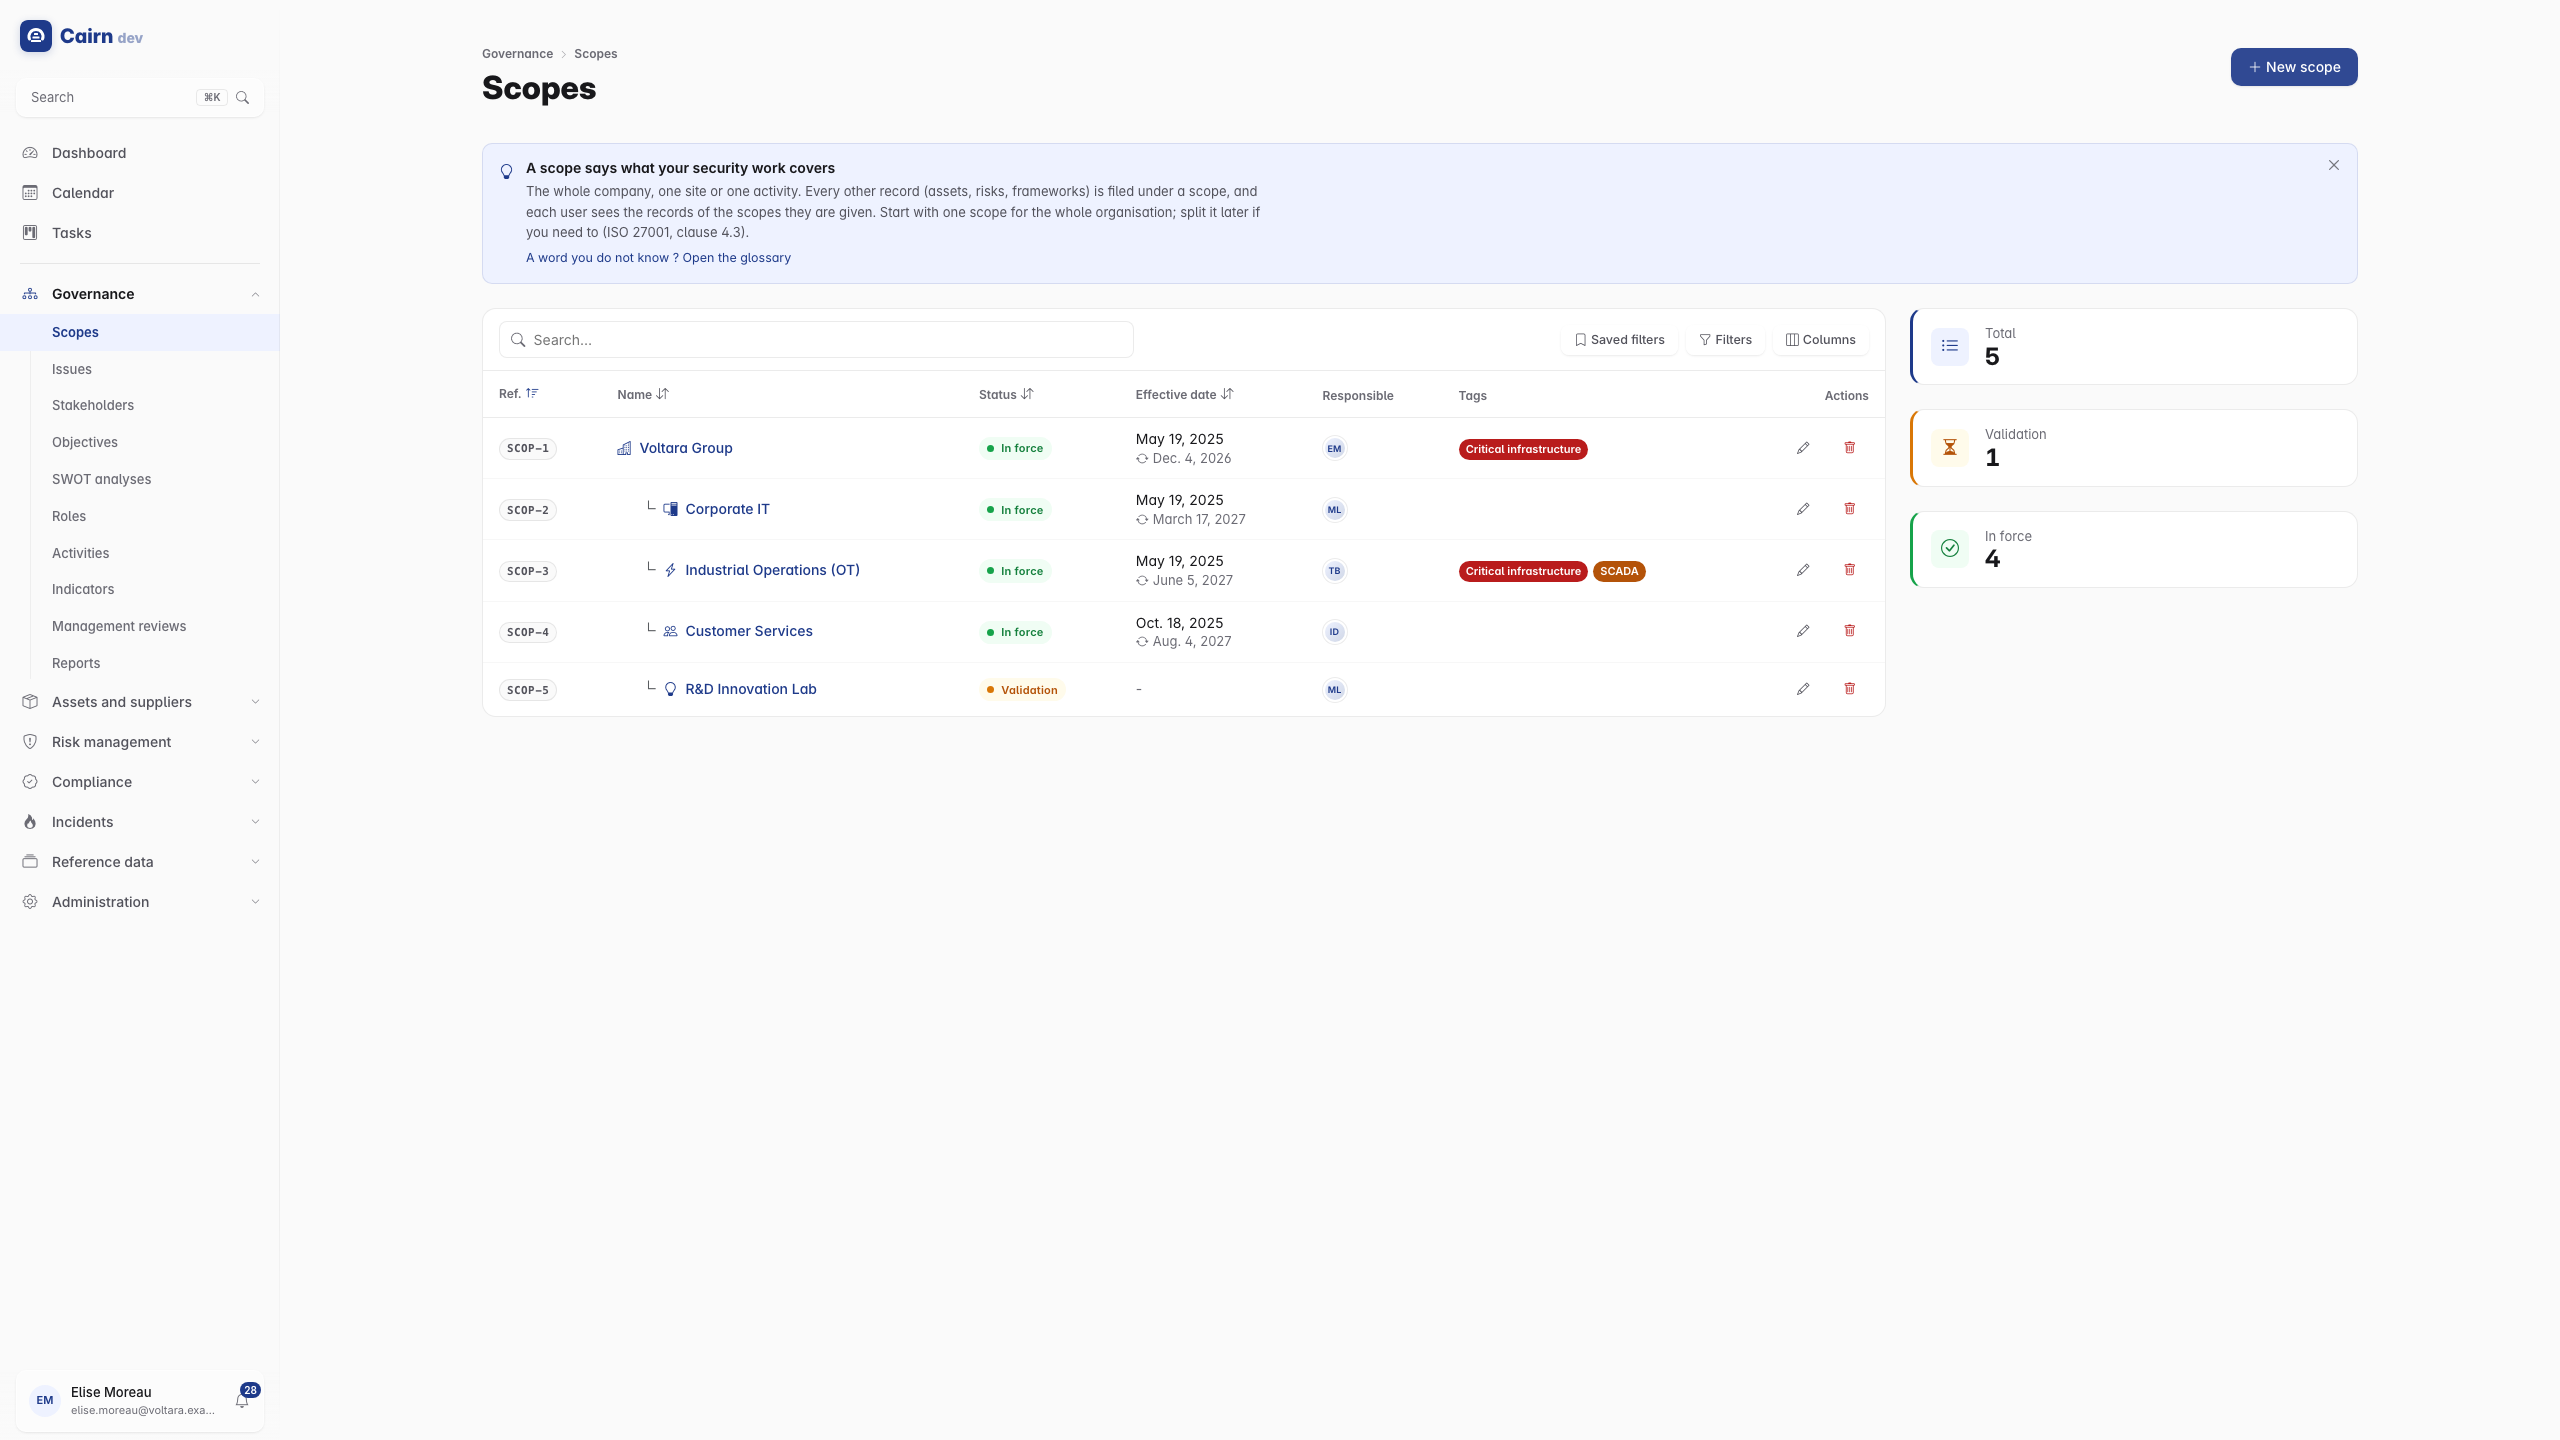 Cairn dev
Search ⌘K
Dashboard
Calendar
Tasks
Governance
Scopes
Issues
Stakeholders
Objectives
SWOT analyses
Roles
Activities
Indicators
Management reviews
Reports
Assets and suppliers
Risk management
Compliance
Incidents
Reference data
Administration
EM
Elise Moreau
elise.moreau@voltara.exa...
28
Governance Scopes
Scopes
New scope
A scope says what your security work covers
The whole company, one site or one activity. Every other record (assets, risks, frameworks) is filed under a scope, and
each user sees the records of the scopes they are given. Start with one scope for the whole organisation; split it later if
you need to (ISO 27001, clause 4.3).
A word you do not know ? Open the glossary
Search...
Saved filters Filters Columns
Ref. Name Status Effective date Responsible Tags Actions
SCOP-1 Voltara Group In force May 19, 2025 EM Critical infrastructure
Dec. 4, 2026
SCOP-2 Corporate IT In force May 19, 2025 ML
March 17, 2027
SCOP-3 Industrial Operations (OT) In force May 19, 2025 TB Critical infrastructure SCADA
June 5, 2027
SCOP-4 Customer Services In force Oct. 18, 2025 ID
Aug. 4, 2027
SCOP-5 R&D Innovation Lab Validation - ML
Total
5
Validation
1
In force
4